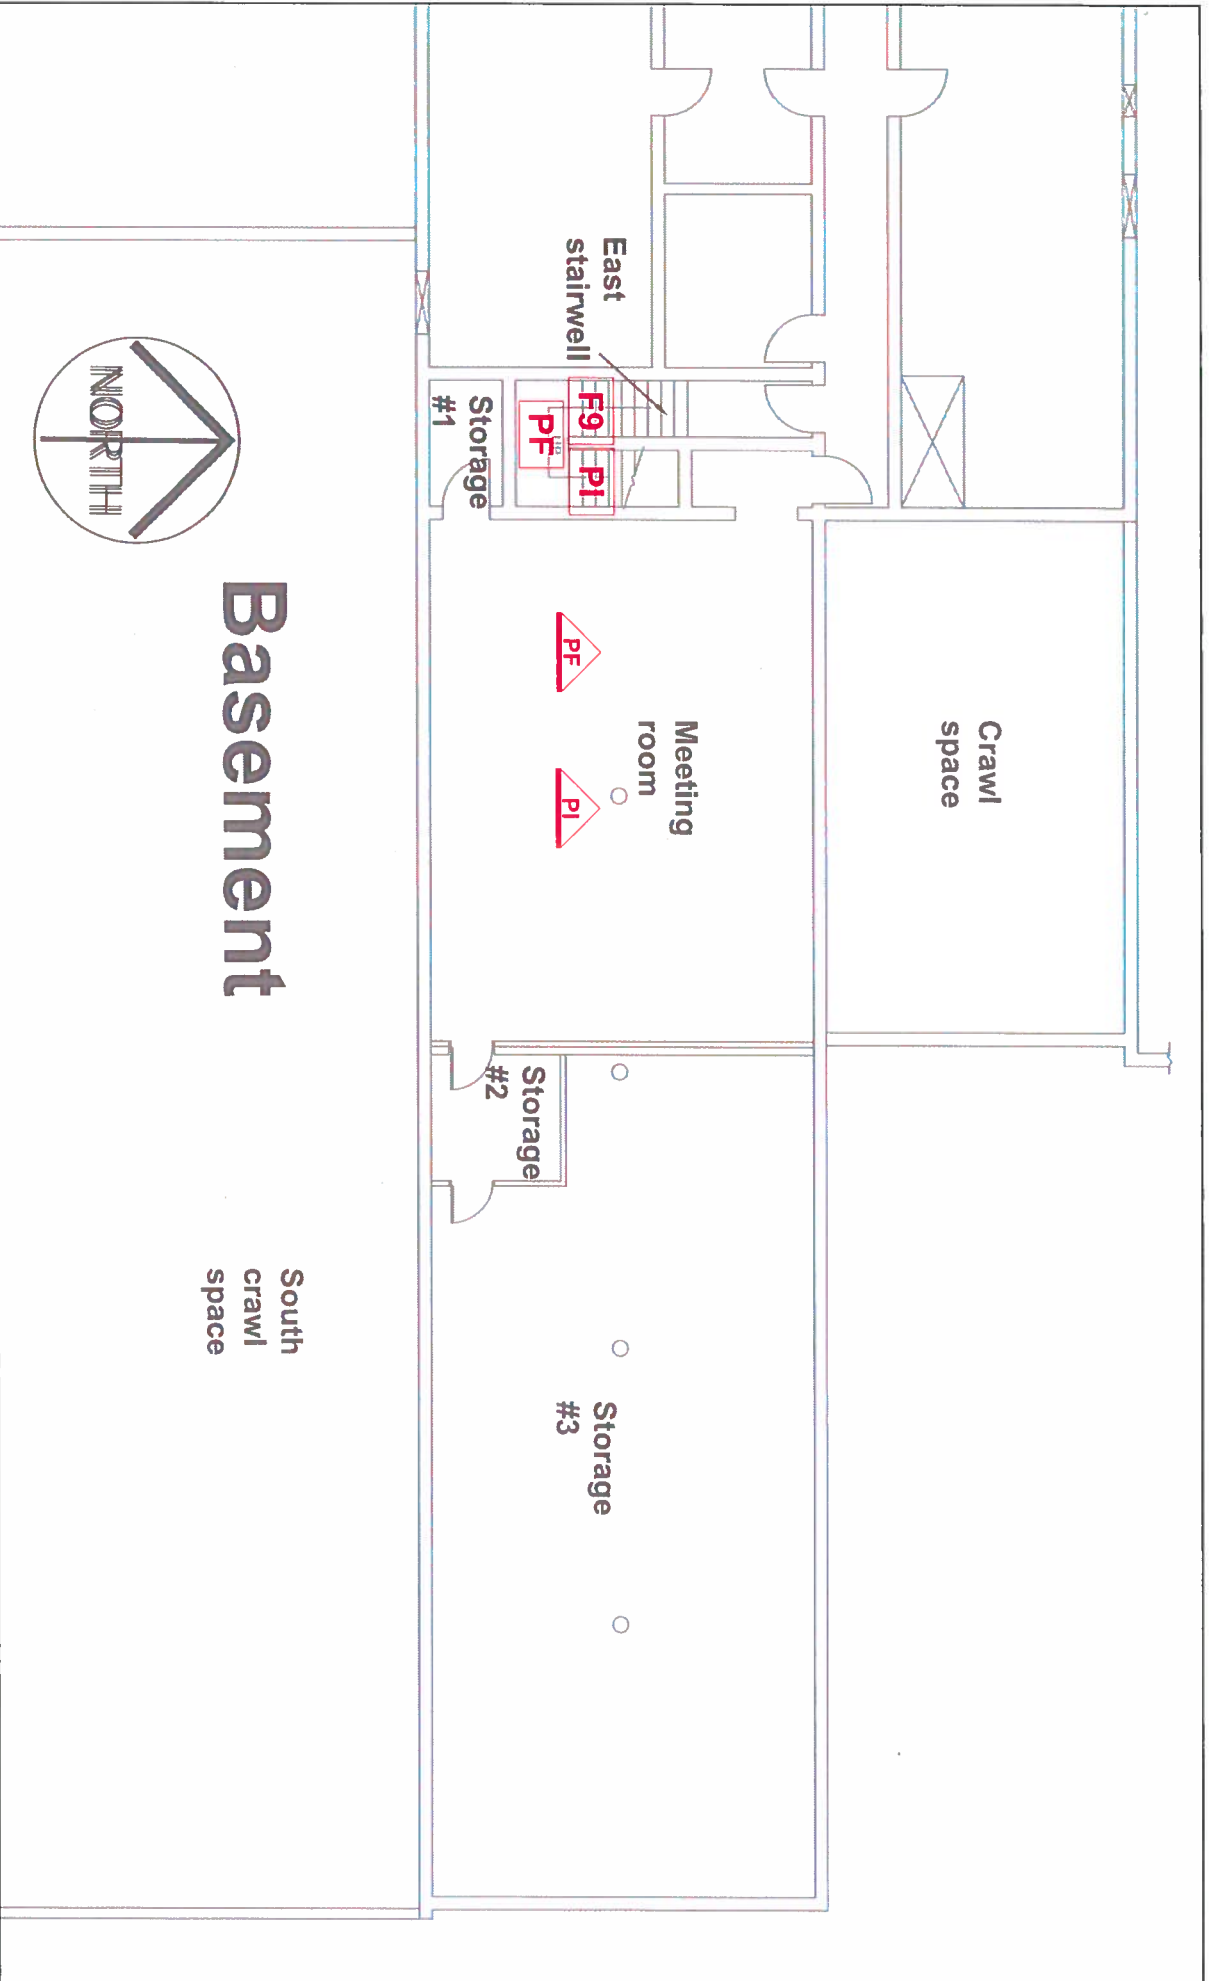 East
stairwell
Storage
#1
F9
PF
up
PI
NORTH
Basement
PF
PI
Meeting
room
Crawl
space
Storage
#2
South
crawl
space
Storage
#3